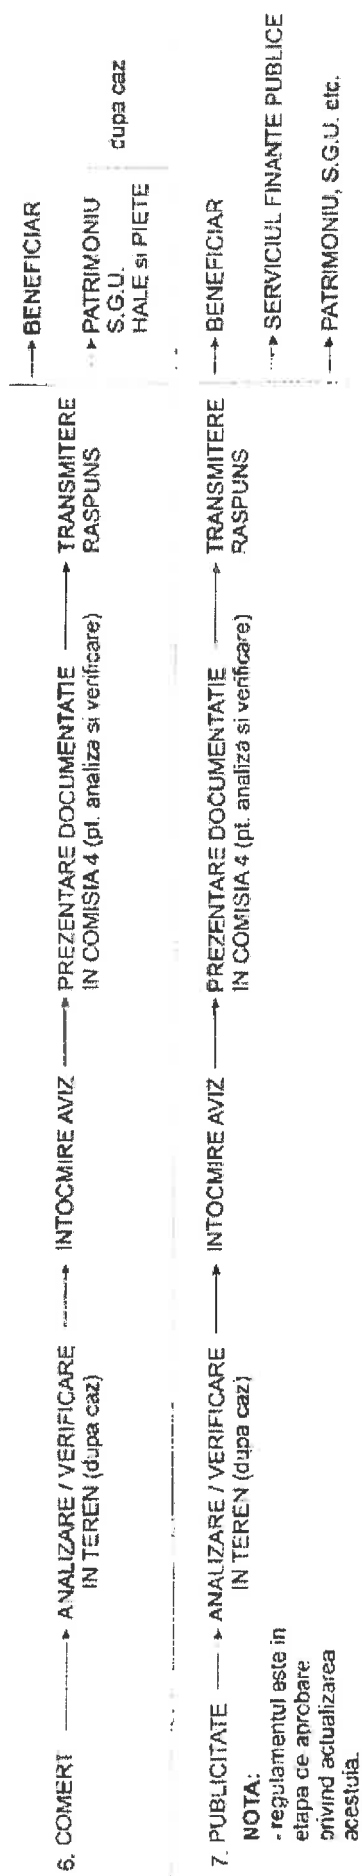 6. COMERT
ANALIZARE / VERIFICARE
IN TEREN (dupa caz)
INTOCMIRE AVIZ
PREZENTARE DOCUMENTATIE
IN COMISIA 4 (pt. analiza si verificare)
TRANSMITERE
RASPUNS
BENEFICIAR
PATRIMONIU
S.G.U.
HALE si PIETE
dupa caz
7. PUBLICITATE
ANALIZARE / VERIFICARE
IN TEREN (dupa caz)
INTOCMIRE AVIZ
PREZENTARE DOCUMENTATIE
IN COMISIA 4 (pt. analiza si verificare)
TRANSMITERE
RASPUNS
BENEFICIAR
SERVICIUL FINANTE PUBLICE
PATRIMONIU, S.G.U. etc.
NOTA:
- regulamentul este in
etapa de aprobare
privind actualizarea
acestuia.